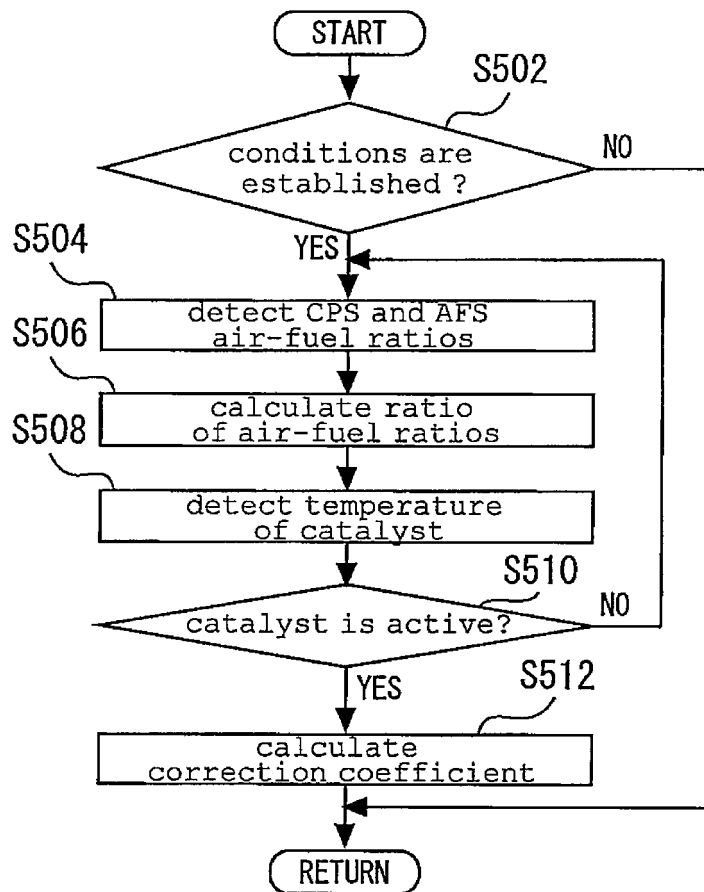 START
S502
conditions are
established ?
NO
YES
S504
detect CPS and AFS
air-fuel ratios
S506
calculate ratio
of air-fuel ratios
S508
detect temperature
of catalyst
S510
catalyst is active?
NO
YES
S512
calculate
correction coefficient
RETURN